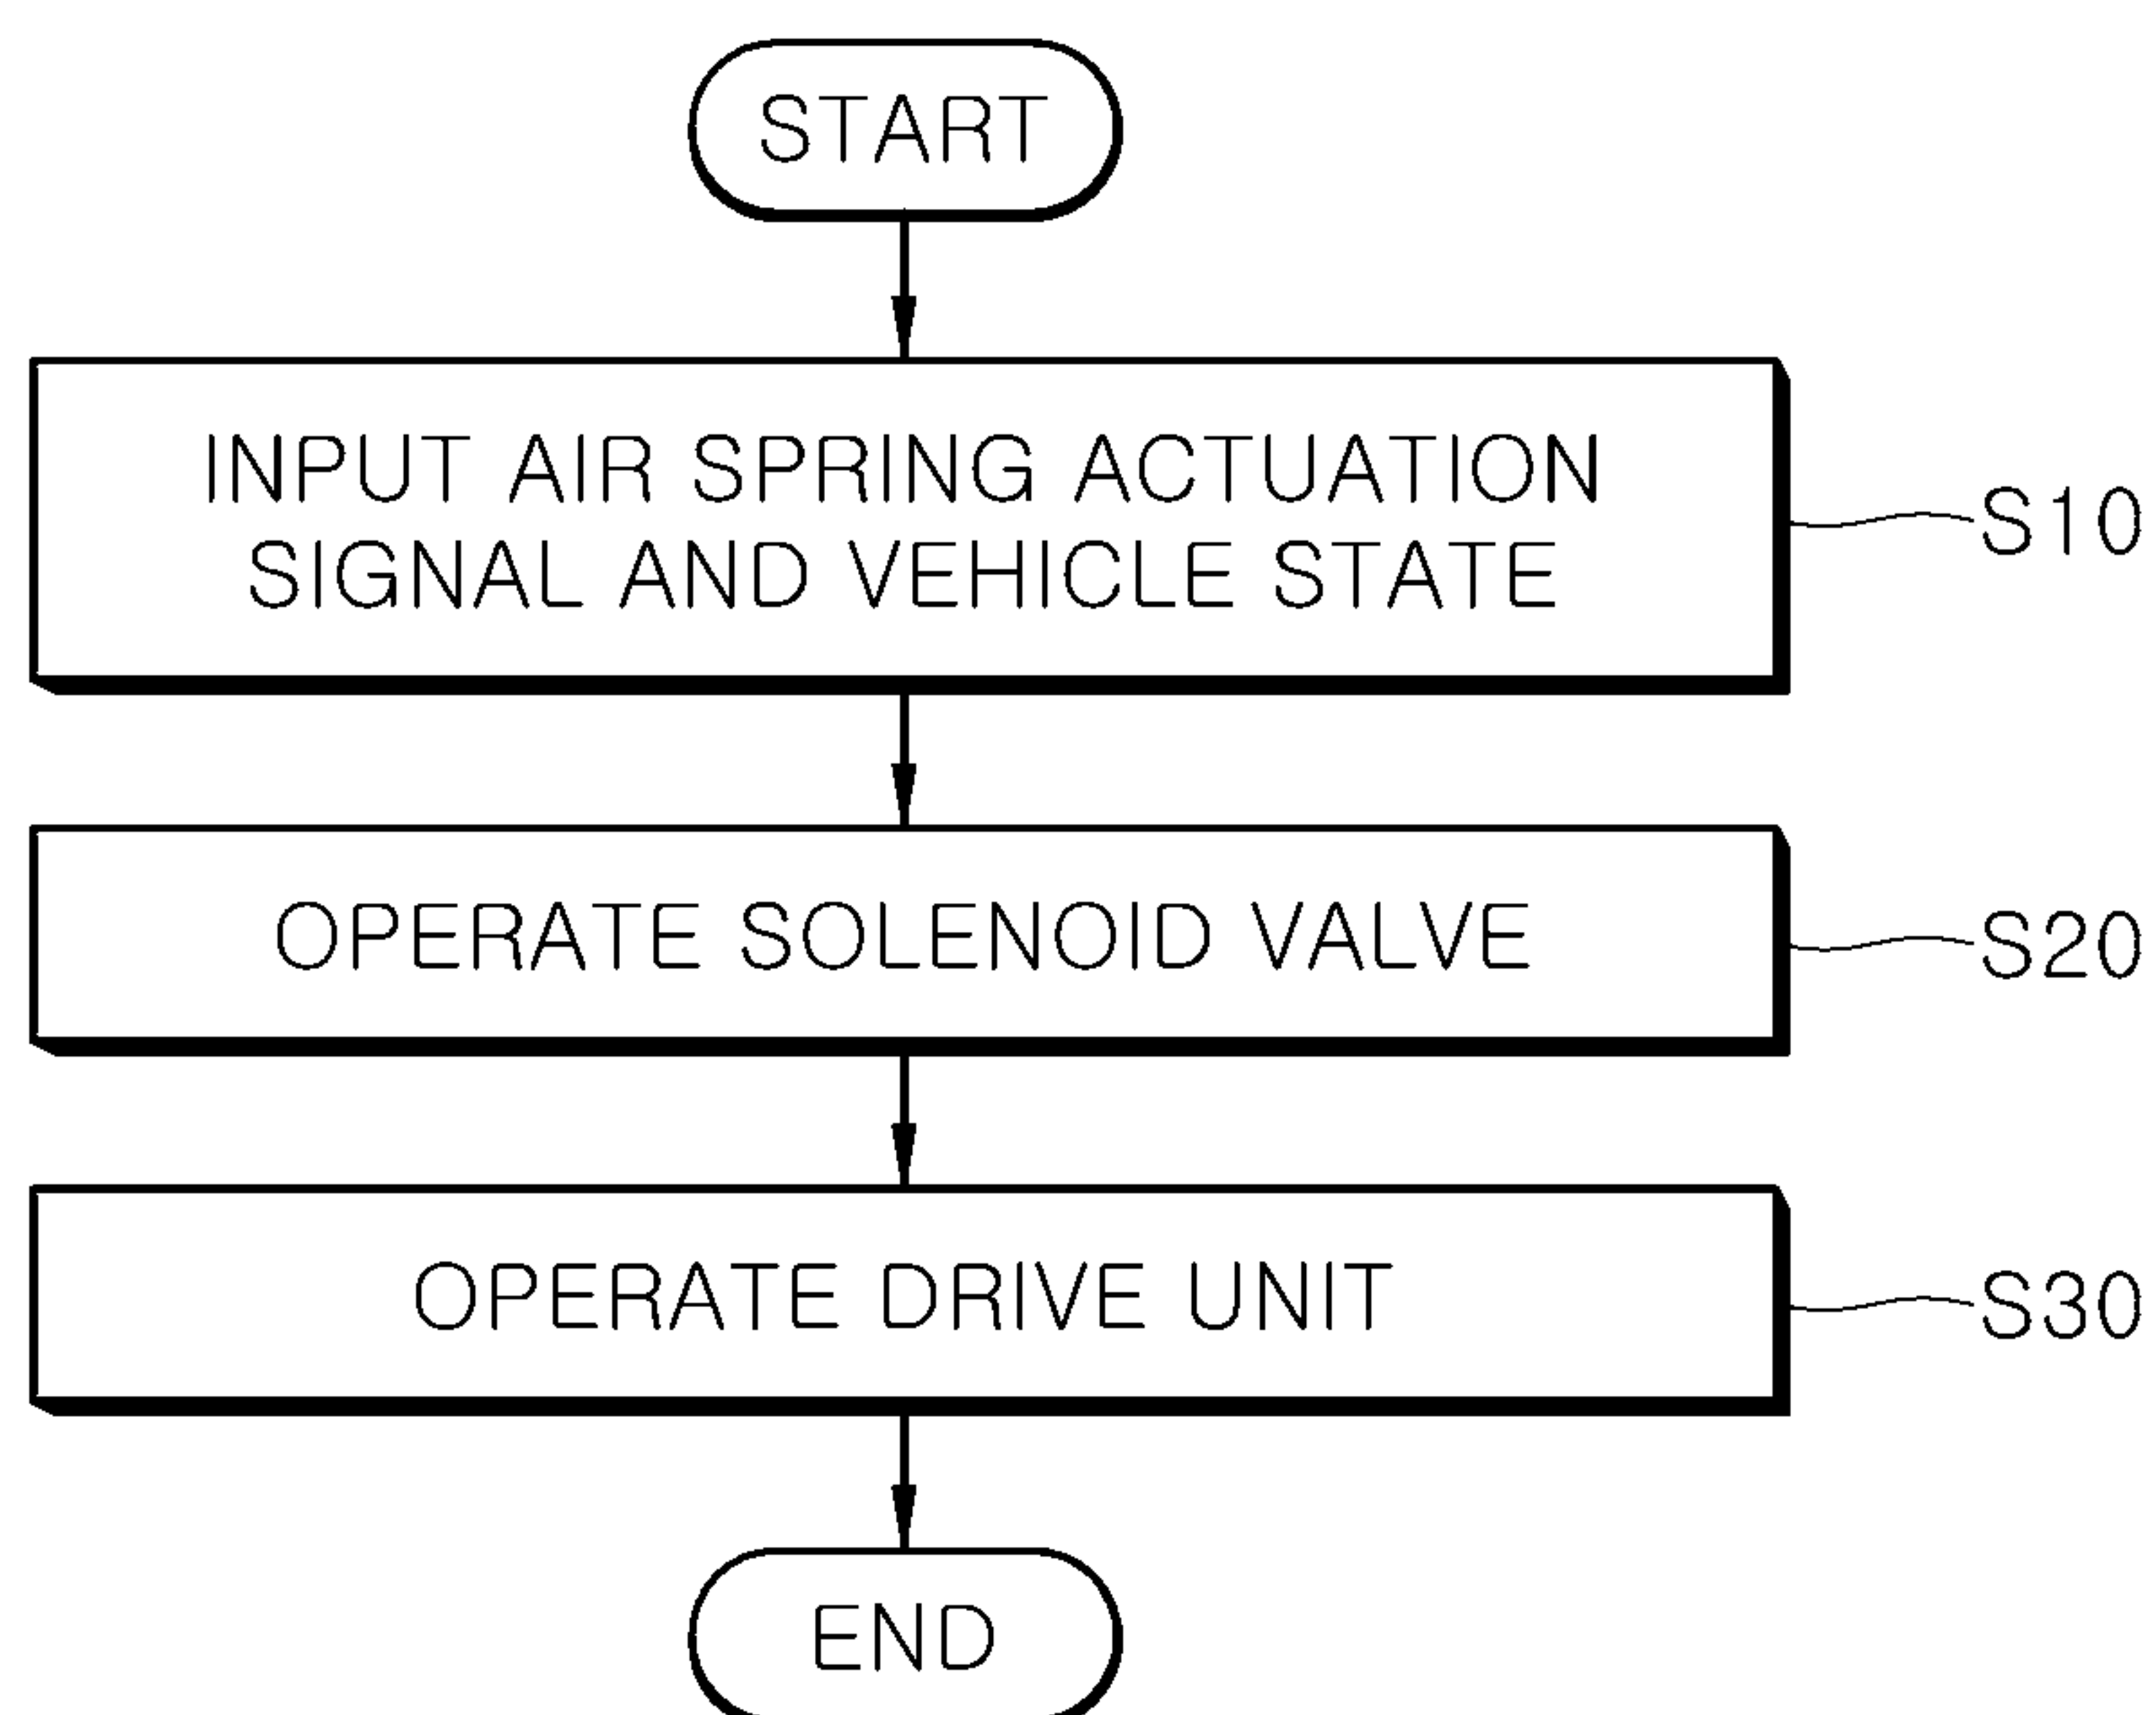 START
INPUT AIR SPRING ACTUATION
SIGNAL AND VEHICLE STATE
S10
OPERATE SOLENOID VALVE
S20
OPERATE DRIVE UNIT
S30
END